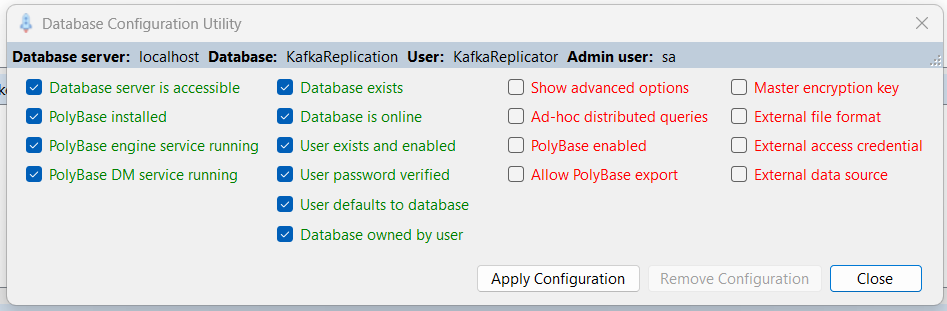 Database Configuration Utility
Database server: localhost Database: KafkaReplication User: KafkaReplicator Admin user: sa
Database server is accessible
PolyBase installed
PolyBase engine service running
PolyBase DM service running
Database exists
Database is online
User exists and enabled
User password verified
User defaults to database
Database owned by user
Show advanced options
Ad-hoc distributed queries
PolyBase enabled
Allow PolyBase export
Master encryption key
External file format
External access credential
External data source
Apply Configuration
Remove Configuration
Close